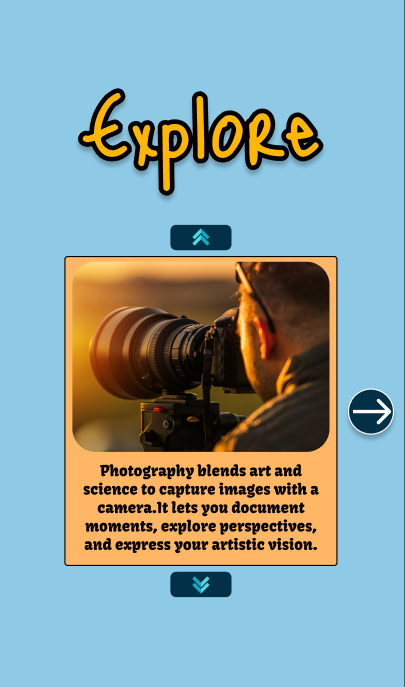 Explore
Photography blends art and
science to capture images with a
camera.It lets you document
moments, explore perspectives,
and express your artistic vision.